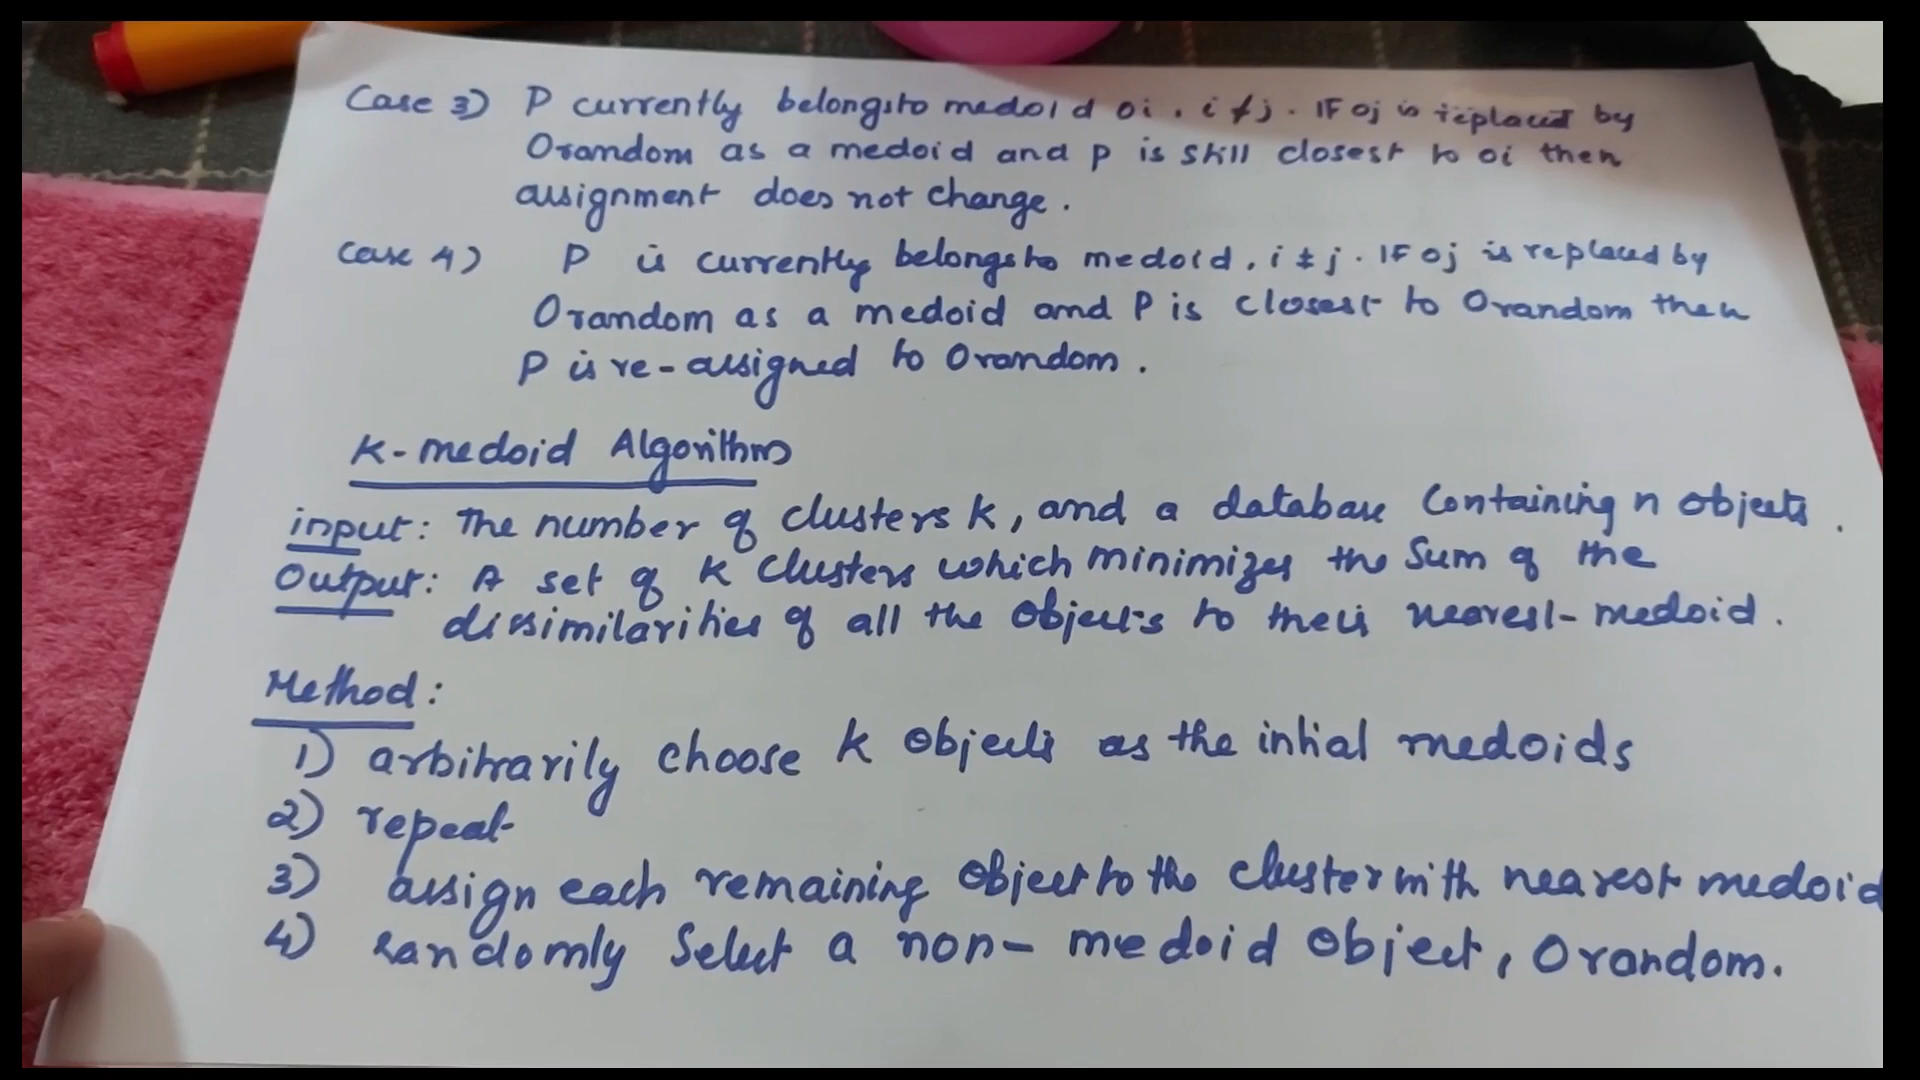 Case 3) P currently belongsto medoid oi, i ≠ j. IF oj is replaced by
Orandom as a medoid and p is still closest to oi then
assignment does not change.
Case 4) P is currently belongsto medoid, i ≠ j. IF oj is replaced by
Orandom as a medoid and P is closest to Orandom then
P is re-assigned to Orandom.
K-medoid Algorithm
input: The number of clusters K, and a database Containing n objects.
Output: A set of K clusters which minimizes the Sum of the
dissimilarities of all the Objects to their nearest medoid.
Method:
1) arbitrarily choose k objects as the initial medoids
2) repeat
3) assign each remaining object to the cluster with nearest medoid
4) Randomly Select a non-medoid object, Orandom.